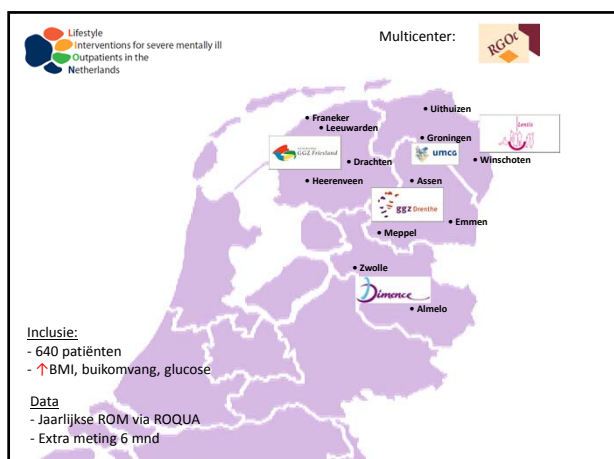 Lifestyle
Interventions for severe mentally ill
Outpatients in the
Netherlands
Multicenter:
RGOc
Uithuizen
Franeker
Leeuwarden
Groningen
Lentis
GGZ Friesland
umcg
Drachten
Winschoten
Heerenveen
Assen
ggz Drenthe
Emmen
Meppel
Zwolle
Dimence
Almelo
Inclusie:
- 640 patiënten
- ↑BMI, buikomvang, glucose
Data
- Jaarlijkse ROM via ROQUA
- Extra meting 6 mnd